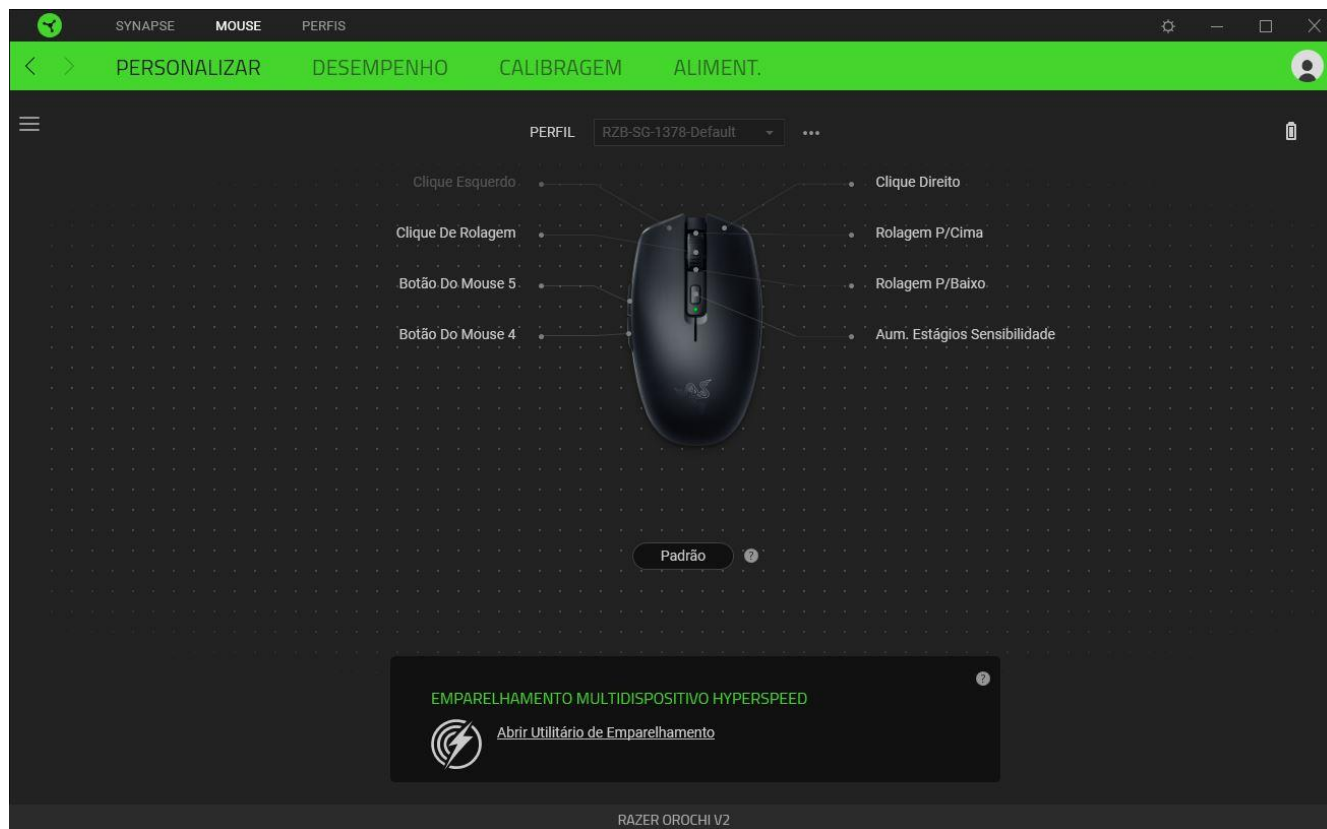 SYNAPSE MOUSE PERFIS
PERSONALIZAR DESEMPENHO CALIBRAGEM ALIMENT.
PERFIL RZB-SG-1378-Default
Clique Esquerdo Clique Direito
Clique De Rolagem Rolagem P/Cima
Botão Do Mouse 5 Rolagem P/Baixo
Botão Do Mouse 4 Aum. Estágios Sensibilidade
Padrão ?
?
EMPARELHAMENTO MULTIDISPOSITIVO HYPERSPEED
Abrir Utilitário de Emparelhamento
RAZER OROCHI V2